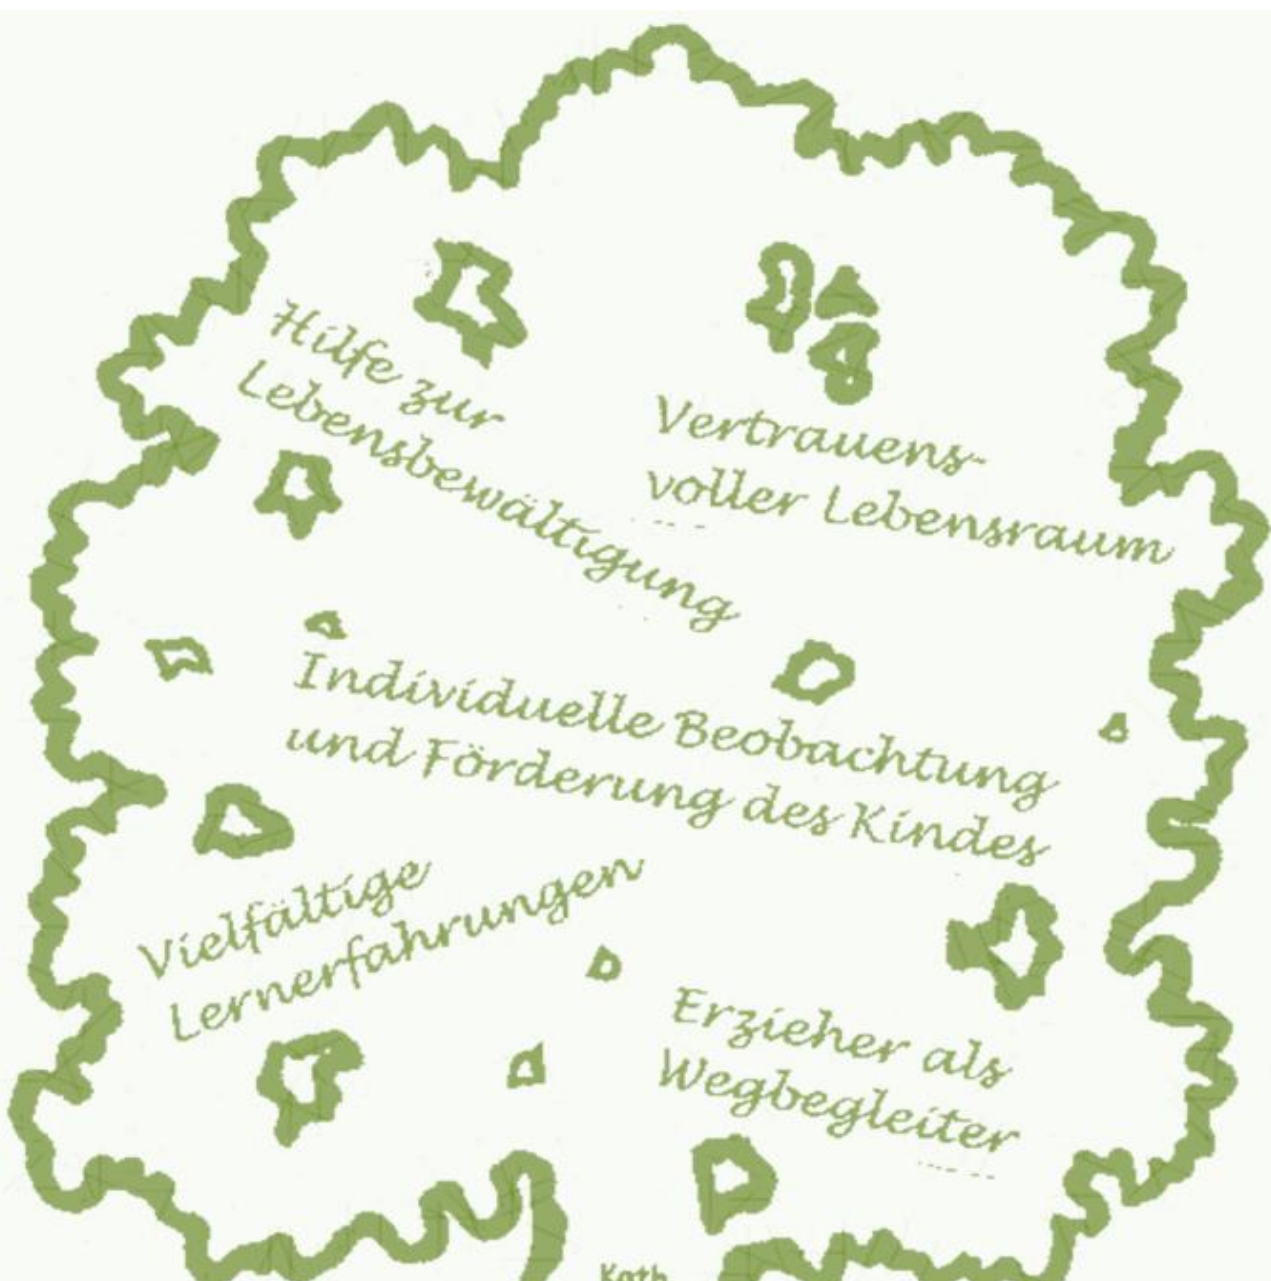 Hilfe zur
Lebensbewältigung
Vertrauens-
voller Lebensraum
Individuelle Beobachtung
und Förderung des Kindes
Vielfältige
Lernerfahrungen
Erzieher als
Wegbegleiter
Kath